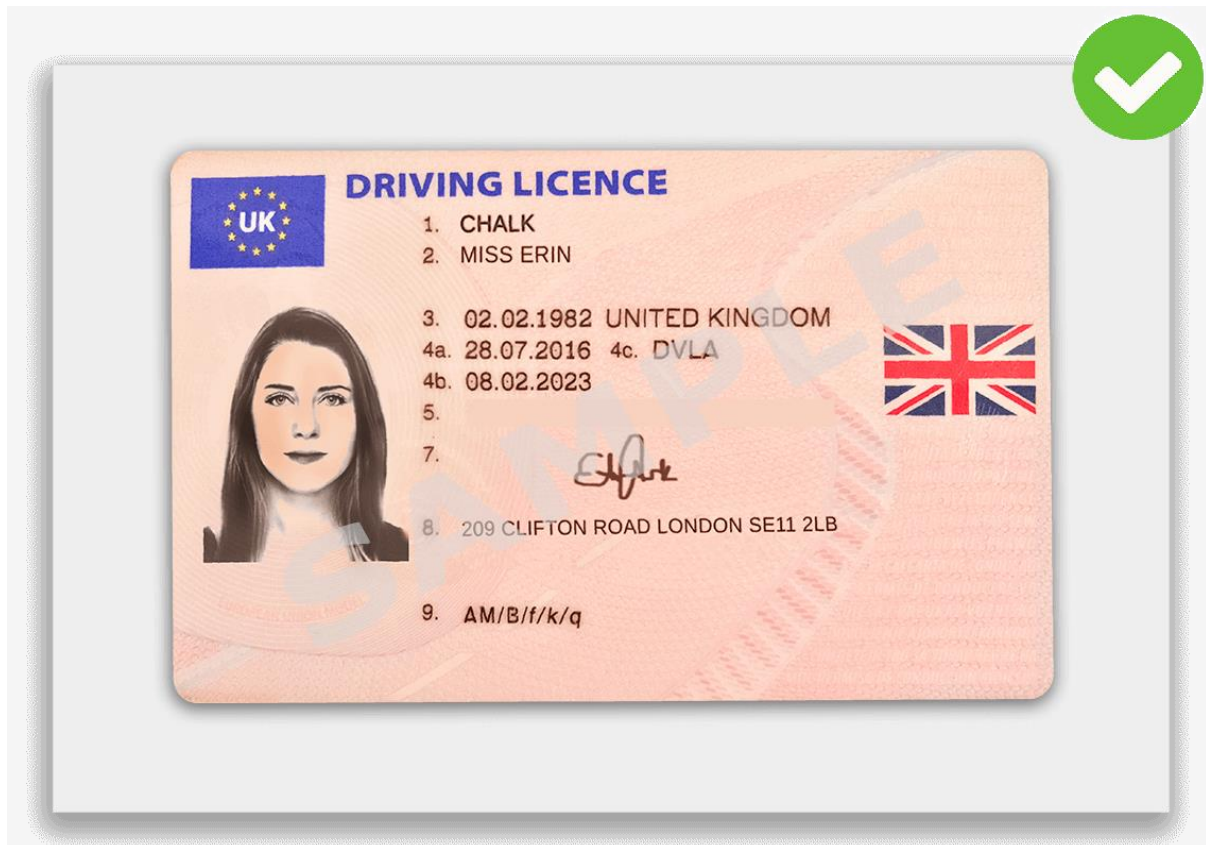 UK
DRIVING LICENCE
1. CHALK
2. MISS ERIN
3. 02.02.1982 UNITED KINGDOM
4a. 28.07.2016 4c. DVLA
4b. 08.02.2023
5.
7.
8. 209 CLIFTON ROAD LONDON SE11 2LB
9. AM/B/f/k/q
SAMPLE